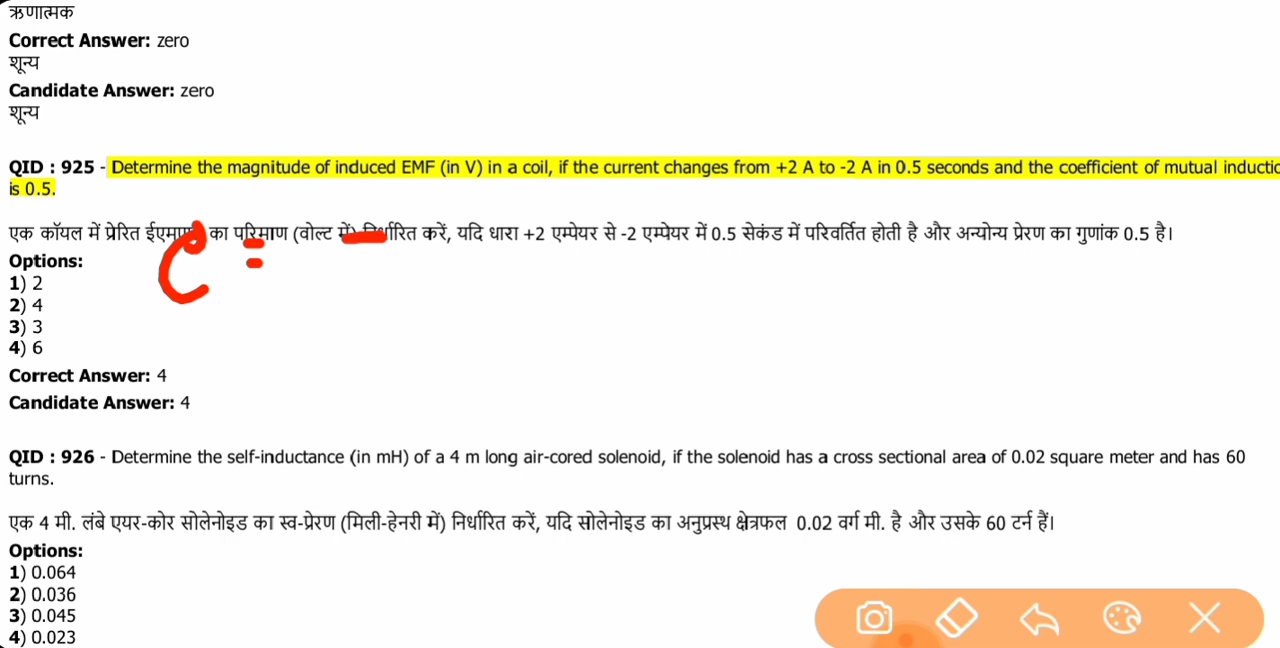 ऋणात्मक
Correct Answer: zero
शून्य
Candidate Answer: zero
शून्य
QID : 925 - Determine the magnitude of induced EMF (in V) in a coil, if the current changes from +2 A to -2 A in 0.5 seconds and the coefficient of mutual inductio
is 0.5.
एक कॉयल में प्रेरित का परिमाण (वोल्ट में) निर्धारित करें, यदि धारा +2 एम्पेयर से -2 एम्पेयर में 0.5 सेकंड में परिवर्तित होती है और अन्योन्य प्रेरण का गुणांक 0.5 है।
e = -
Options:
1) 2
2) 4
3) 3
4) 6
Correct Answer: 4
Candidate Answer: 4
QID : 926 - Determine the self-inductance (in mH) of a 4 m long air-cored solenoid, if the solenoid has a cross sectional area of 0.02 square meter and has 60
turns.
एक 4 मी. लंबे एयर-कोर सोलेनोइड का स्व-प्रेरण (मिली-हेनरी में) निर्धारित करें, यदि सोलेनोइड का अनुप्रस्थ क्षेत्रफल 0.02 वर्ग मी. है और उसके 60 टर्न हैं।
Options:
1) 0.064
2) 0.036
3) 0.045
4) 0.023